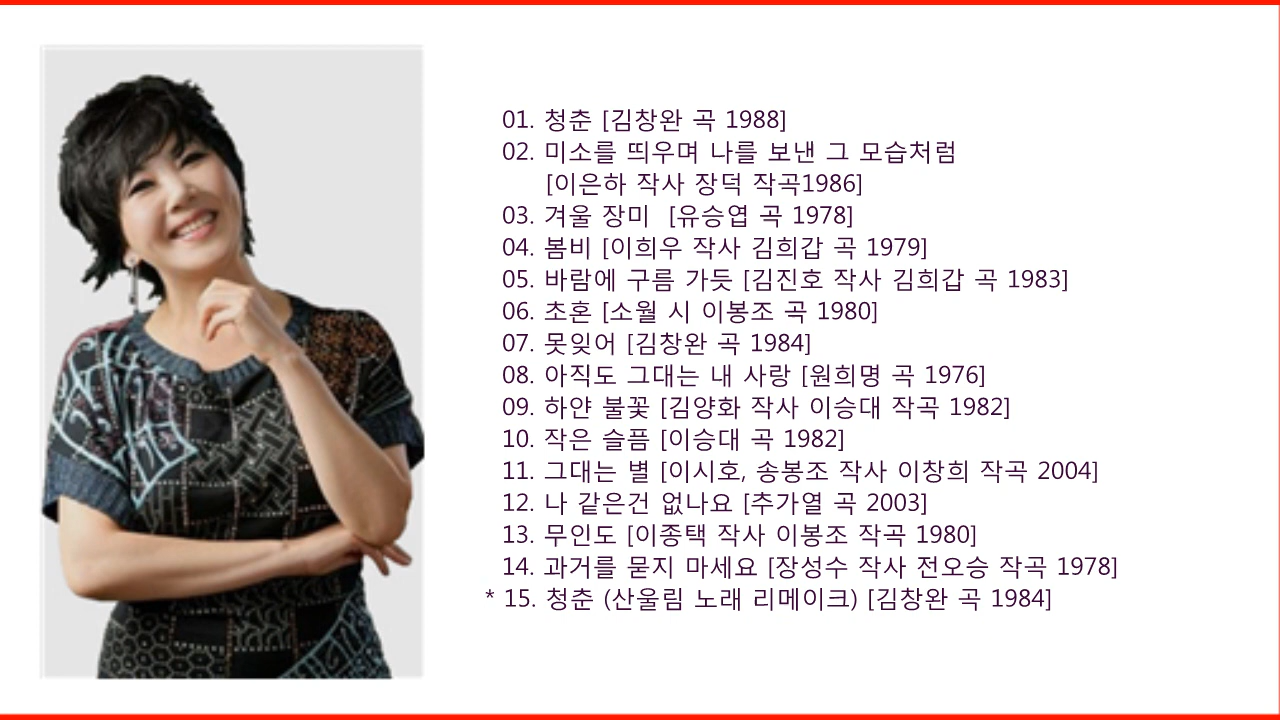 01. 청춘 [김창완 곡 1988]
02. 미소를 띄우며 나를 보낸 그 모습처럼
[이은하 작사 장덕 작곡1986]
03. 겨울 장미 [유승엽 곡 1978]
04. 봄비 [이희우 작사 김희갑 곡 1979]
05. 바람에 구름 가듯 [김진호 작사 김희갑 곡 1983]
06. 초혼 [소월 시 이봉조 곡 1980]
07. 못잊어 [김창완 곡 1984]
08. 아직도 그대는 내 사랑 [원희명 곡 1976]
09. 하얀 불꽃 [김양화 작사 이승대 작곡 1982]
10. 작은 슬픔 [이승대 곡 1982]
11. 그대는 별 [이시호, 송봉조 작사 이창희 작곡 2004]
12. 나 같은건 없나요 [추가열 곡 2003]
13. 무인도 [이종택 작사 이봉조 작곡 1980]
14. 과거를 묻지 마세요 [장성수 작사 전오승 작곡 1978]
* 15. 청춘 (산울림 노래 리메이크) [김창완 곡 1984]